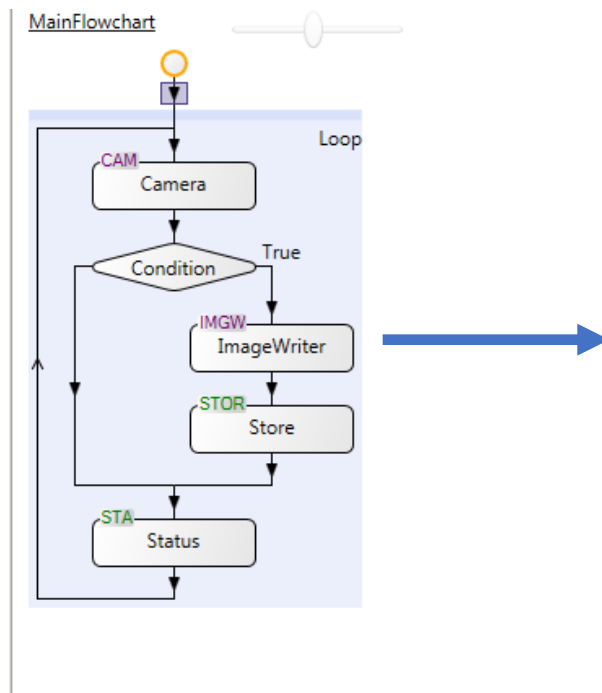 MainFlowchart
Loop
CAM
Camera
Condition
True
IMGW
ImageWriter
STOR
Store
STA
Status